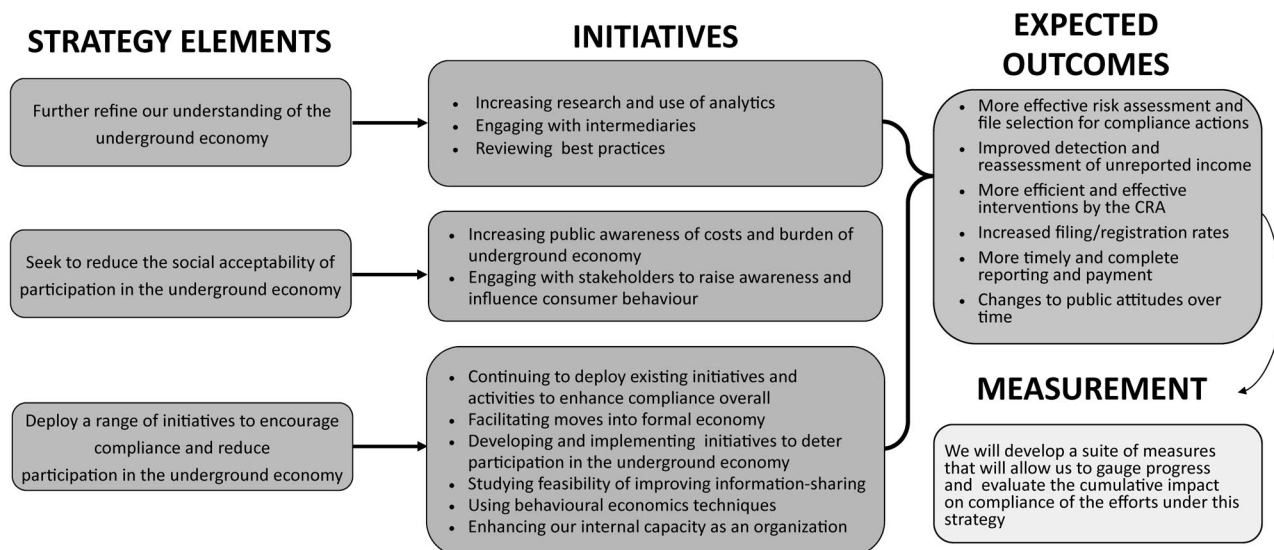 STRATEGY ELEMENTS
Further refine our understanding of the
underground economy
Seek to reduce the social acceptability of
participation in the underground economy
Deploy a range of initiatives to encourage
compliance and reduce
participation in the underground economy
INITIATIVES
• Increasing research and use of analytics
• Engaging with intermediaries
• Reviewing best practices
• Increasing public awareness of costs and burden of
underground economy
• Engaging with stakeholders to raise awareness and
influence consumer behaviour
• Continuing to deploy existing initiatives and
activities to enhance compliance overall
• Facilitating moves into formal economy
• Developing and implementing initiatives to deter
participation in the underground economy
• Studying feasibility of improving information-sharing
• Using behavioural economics techniques
• Enhancing our internal capacity as an organization
EXPECTED
OUTCOMES
• More effective risk assessment and
file selection for compliance actions
• Improved detection and
reassessment of unreported income
• More efficient and effective
interventions by the CRA
• Increased filing/registration rates
• More timely and complete
reporting and payment
• Changes to public attitudes over
time
MEASUREMENT
We will develop a suite of measures
that will allow us to gauge progress
and evaluate the cumulative impact
on compliance of the efforts under this
strategy